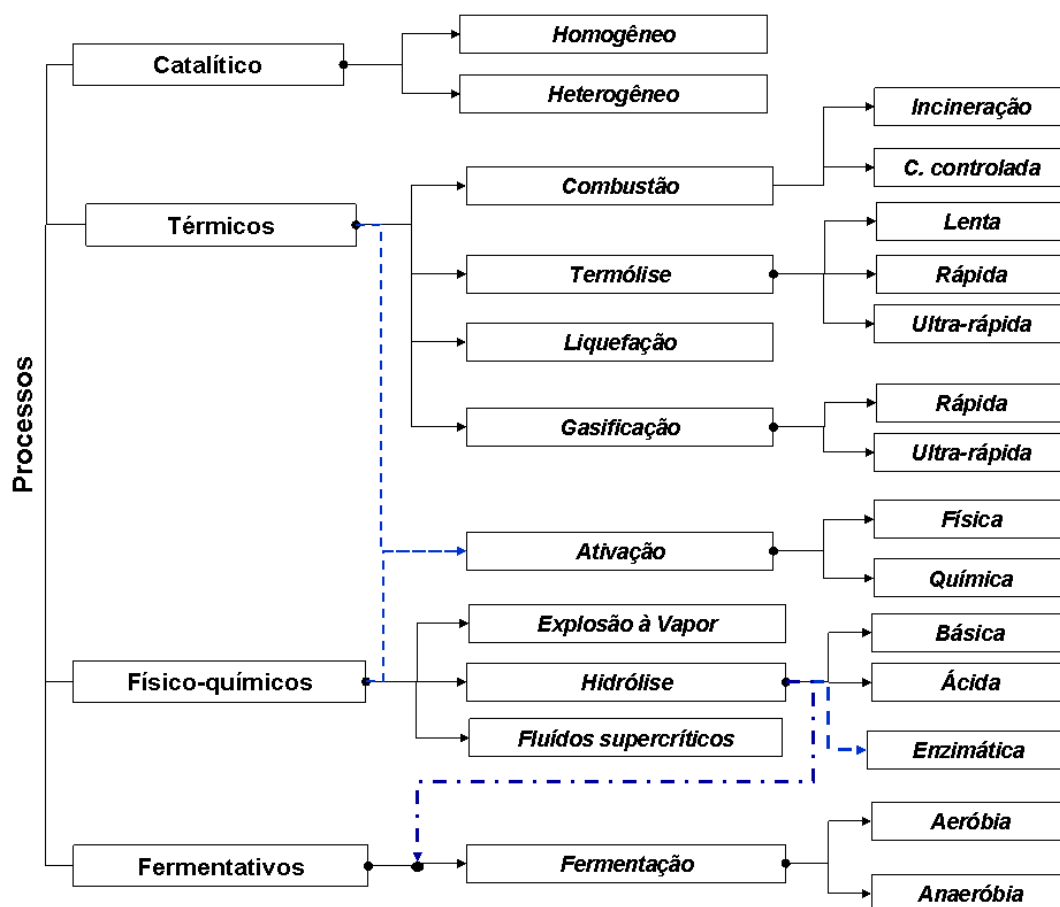 Processos
Catalítico
Homogêneo
Heterogêneo
Térmicos
Combustão
Incineração
C. controlada
Termólise
Lenta
Rápida
Ultra-rápida
Liquefação
Gasificação
Rápida
Ultra-rápida
Ativação
Física
Química
Físico-químicos
Explosão à Vapor
Hidrólise
Básica
Ácida
Enzimática
Fluídos supercríticos
Fermentativos
Fermentação
Aeróbia
Anaeróbia